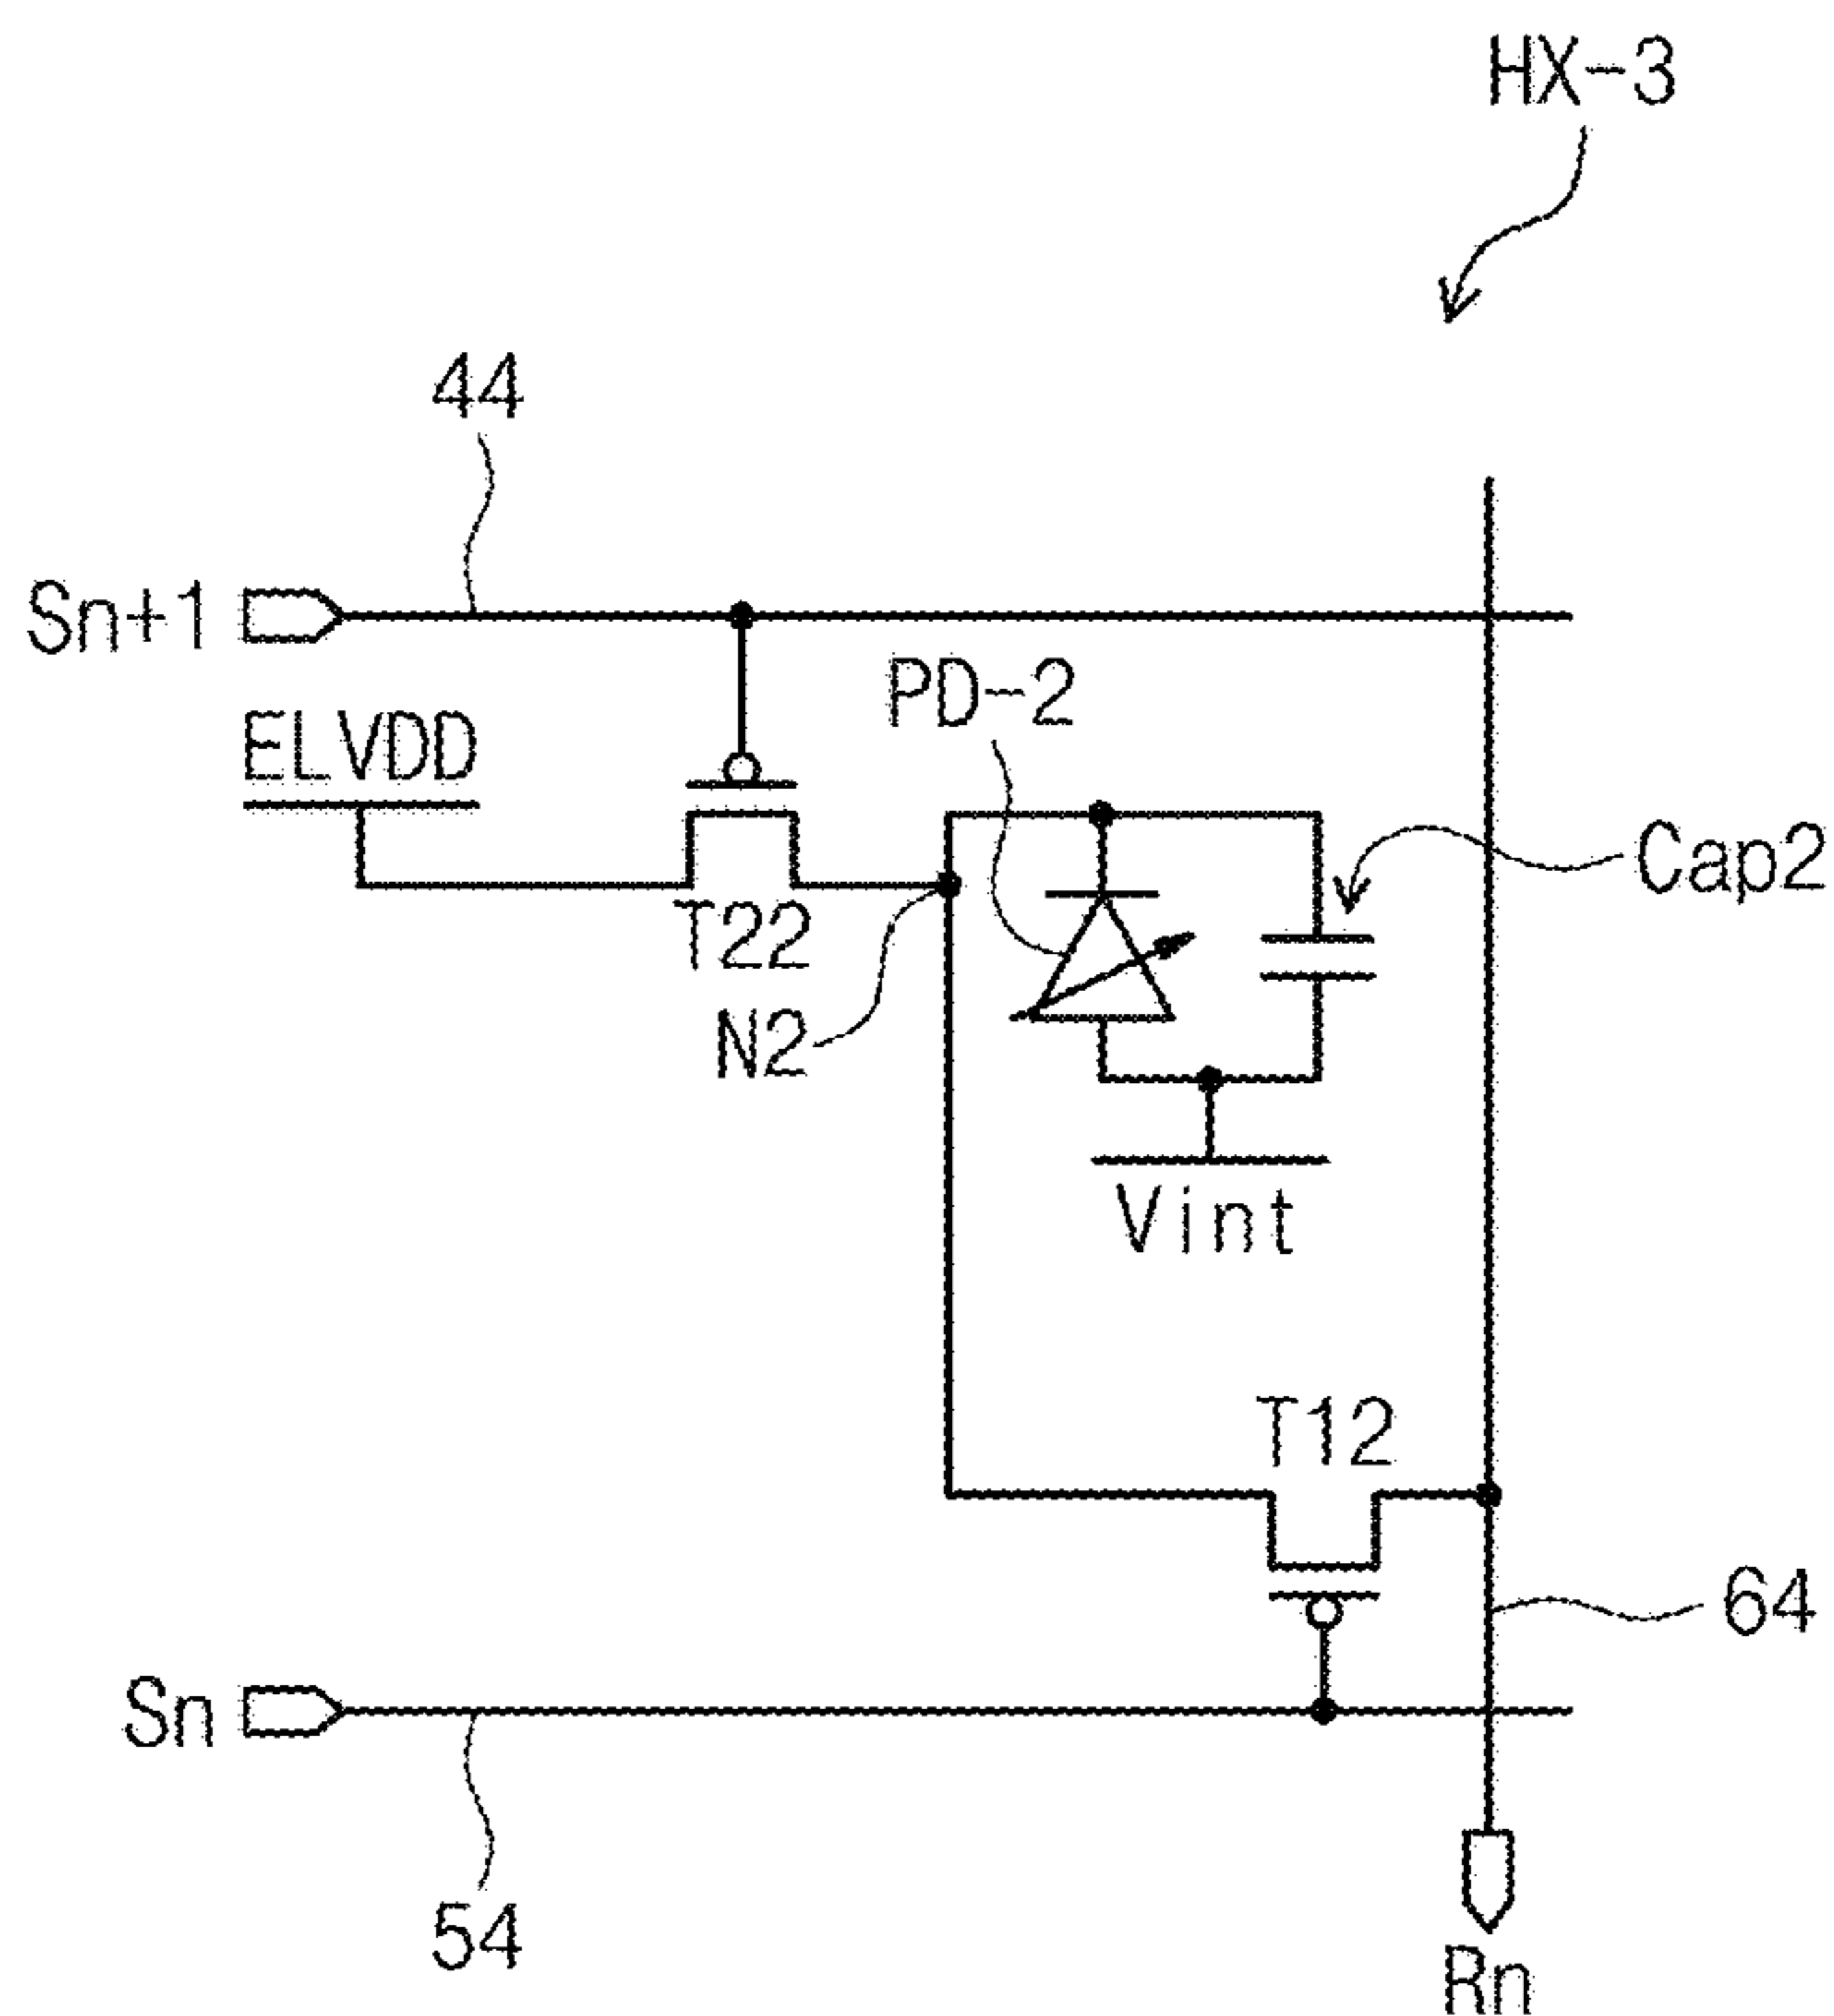 HX-3
44
Sn+1
PD-2
ELVDD
Cap2
T22
N2
Vint
T12
64
Sn
54
Rn